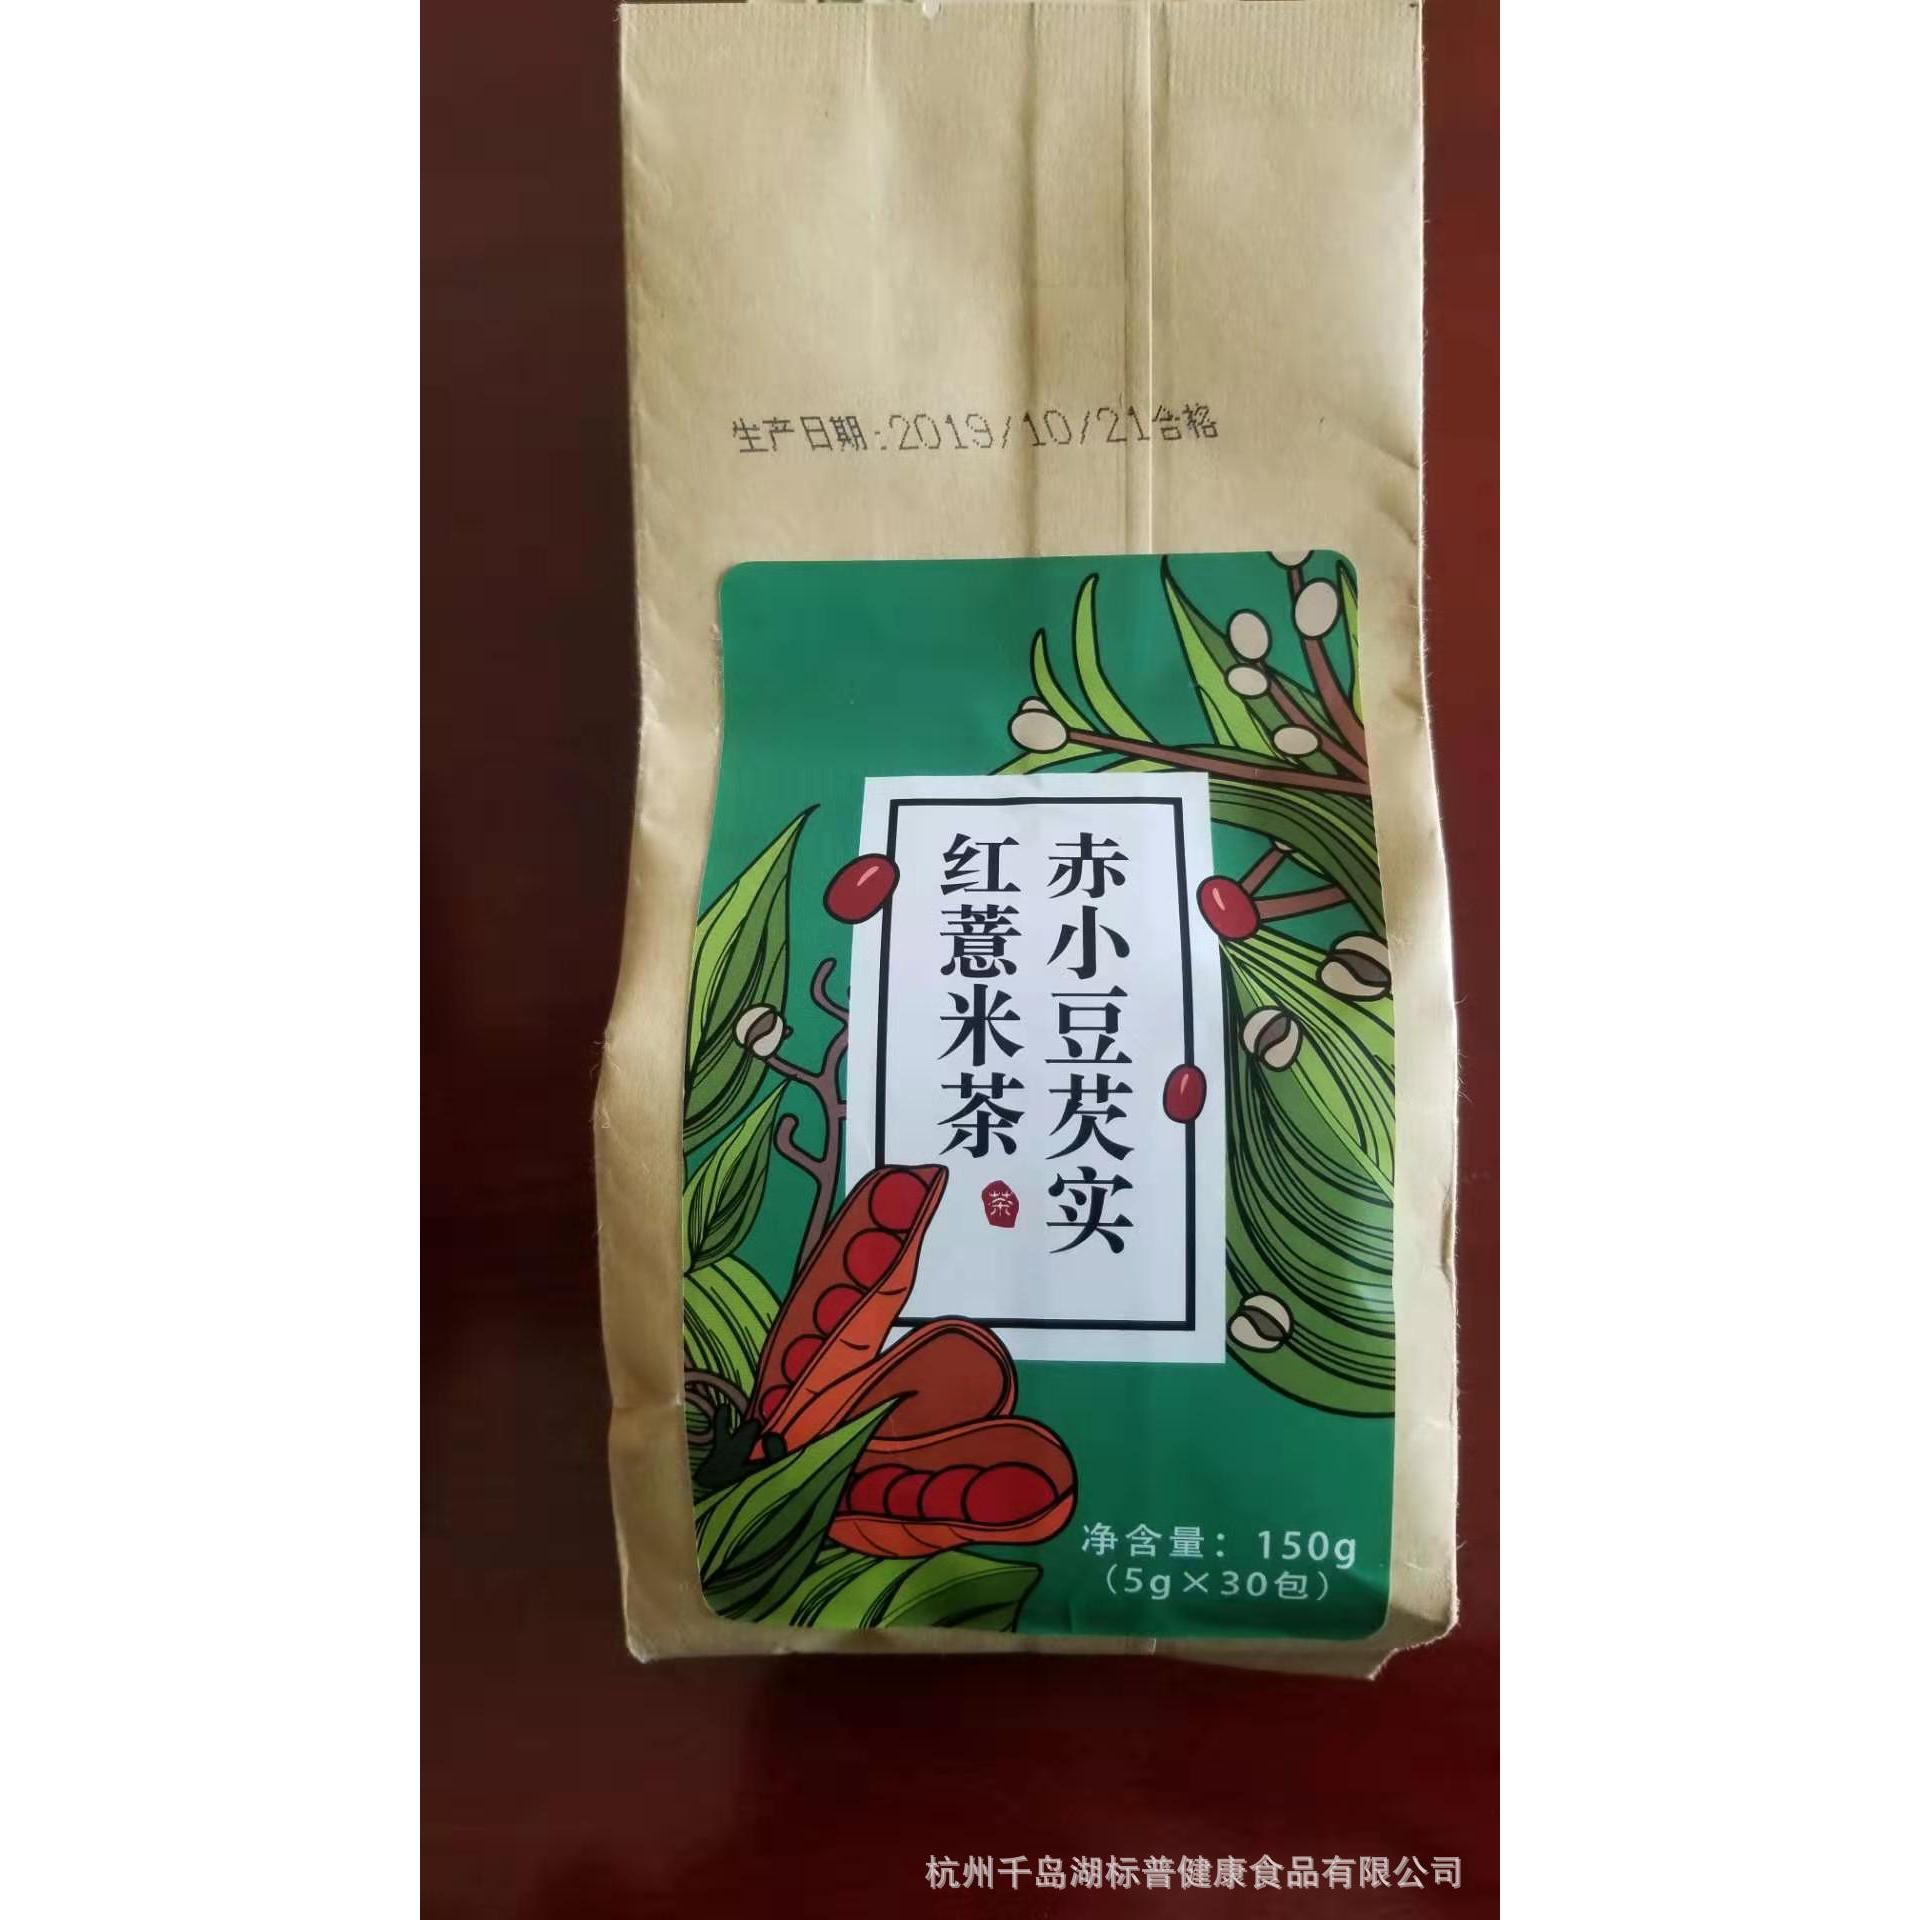 生产日期:2019/10/21合格
赤小豆芡实
红薏米茶
茶
净含量：150g
（5g×30包）
杭州千岛湖标普健康食品有限公司